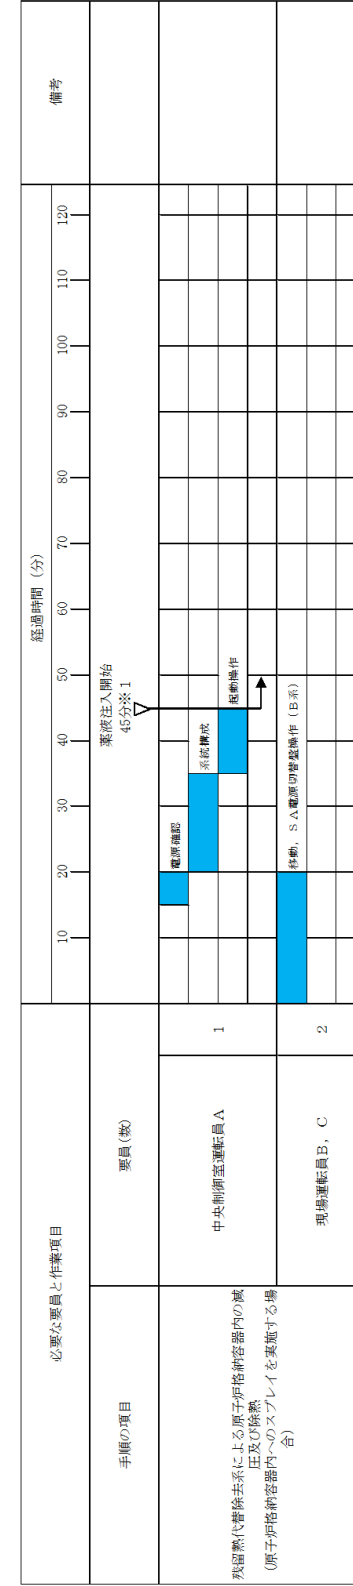 必要な要員と作業項目
経過時間(分)
備考
10 20 30 40 50 60 70 80 90 100 110 120
手順の項目
要員(数)
薬液注入開始
45分※1
残留熱代替除去系による原子炉格納容器内の減
圧及び除熱
(原子炉格納容器内へのスプレイを実施する場
合)
中央制御室運転員A
1
電源確認
系統構成
起動操作
現場運転員B,C
2
移動,SA電源切替盤操作(B系)